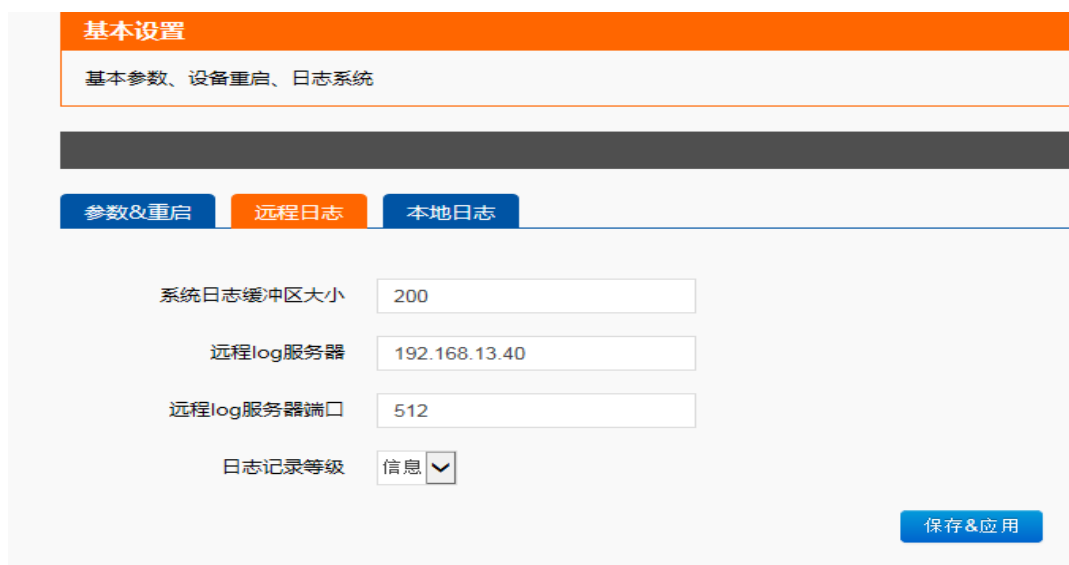 基本设置
基本参数、设备重启、日志系统
参数&重启 远程日志 本地日志
系统日志缓冲区大小 200
远程log服务器 192.168.13.40
远程log服务器端口 512
日志记录等级 信息
保存&应用